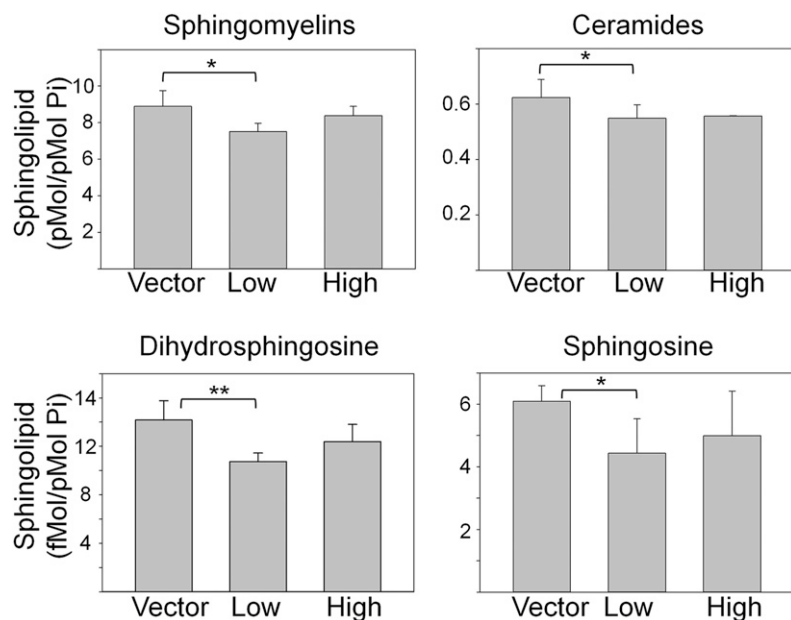 Sphingomyelins
Sphingolipid
(pMol/pMol Pi)
10
8
6
4
2
*
Vector Low High
Ceramides
0.6
0.4
0.2
*
Vector Low High
Dihydrosphingosine
Sphingolipid
(fMol/pMol Pi)
14
12
8
4
**
Vector Low High
Sphingosine
6
4
2
*
Vector Low High